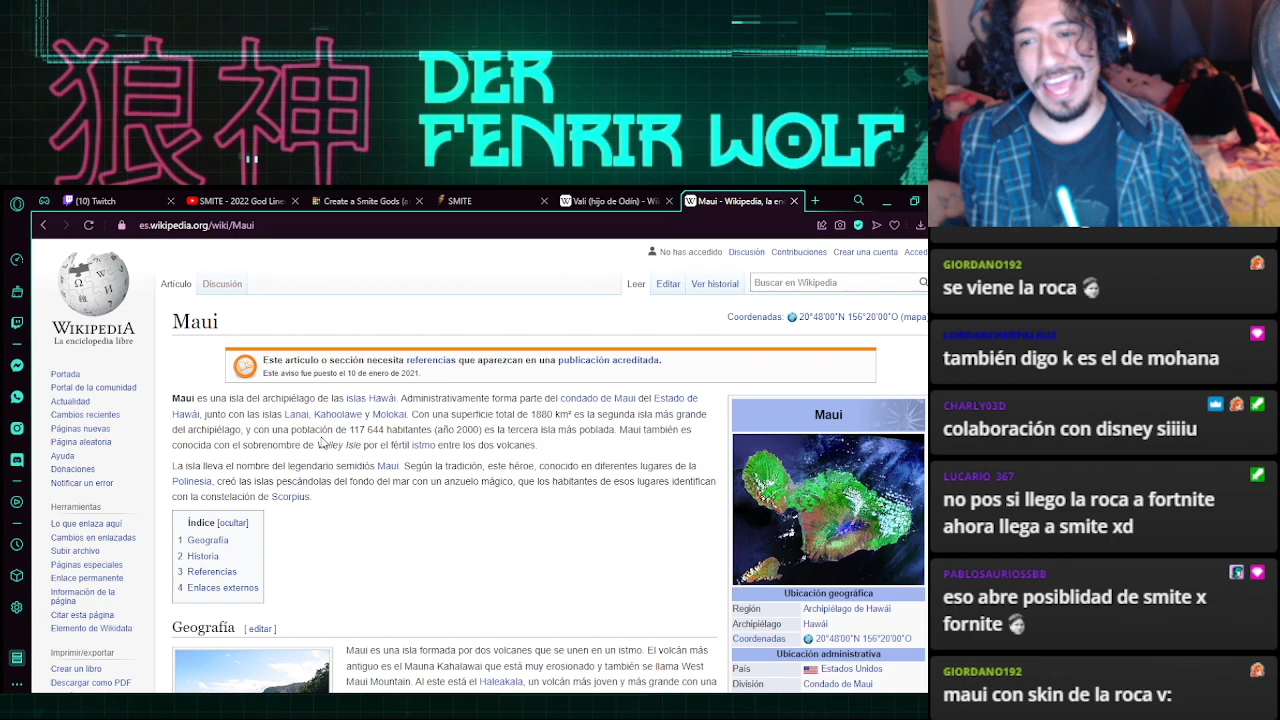 狼神
DER
FENRIR WOLF
(10) Twitch
SMITE - 2022 God Line
Create a Smite Gods (a
SMITE
Vali (hijo de Odín) - Wi
Maui - Wikipedia, la en
es.wikipedia.org/wiki/Maui
WIKIPEDIA
La enciclopedia libre
Portada
Portal de la comunidad
Actualidad
Cambios recientes
Páginas nuevas
Página aleatoria
Ayuda
Donaciones
Notificar un error
Herramientas
Lo que enlaza aquí
Cambios en enlazadas
Subir archivo
Páginas especiales
Enlace permanente
Información de la
página
Citar esta página
Elemento de Wikidata
Imprimir/exportar
Crear un libro
Descargar como PDF
No has accedido Discusión Contribuciones Crear una cuenta Acced
Artículo Discusión Leer Editar Ver historial Buscar en Wikipedia
Maui
Coordenadas: 20°48′00″N 156°20′00″O (mapa
Este artículo o sección necesita referencias que aparezcan en una publicación acreditada.
Este aviso fue puesto el 10 de enero de 2021.
Maui es una isla del archipiélago de las islas Hawái. Administrativamente forma parte del condado de Maui del Estado de
Hawái, junto con las islas Lanai, Kahoolawe y Molokai. Con una superficie total de 1880 km² es la segunda isla más grande
del archipiélago, y con una población de 117 644 habitantes (año 2000) es la tercera isla más poblada. Maui también es
conocida con el sobrenombre de Valley Isle por el fértil istmo entre los dos volcanes.
La isla lleva el nombre del legendario semidiós Maui. Según la tradición, este héroe, conocido en diferentes lugares de la
Polinesia, creó las islas pescándolas del fondo del mar con un anzuelo mágico, que los habitantes de esos lugares identifican
con la constelación de Scorpius.
Índice [ocultar]
1 Geografía
2 Historia
3 Referencias
4 Enlaces externos
Geografía [ editar ]
Maui es una isla formada por dos volcanes que se unen en un istmo. El volcán más
antiguo es el Mauna Kahalawai que está muy erosionado y también se llama West
Maui Mountain. Al este está el Haleakala, un volcán más joven y más grande con una
Maui
Ubicación geográfica
Región Archipiélago de Hawái
Archipiélago Hawái
Coordenadas 20°48′00″N 156°20′00″O
Ubicación administrativa
País Estados Unidos
División Condado de Maui
GIORDANO192
se viene la roca
también digo k es el de mohana
CHARLY03D
colaboración con disney siiiiu
LUCARIO_367
no pos si llego la roca a fortnite
ahora llega a smite xd
PABLOSAURIOSSBB
eso abre posiblidad de smite x
fornite
GIORDANO192
maui con skin de la roca v: